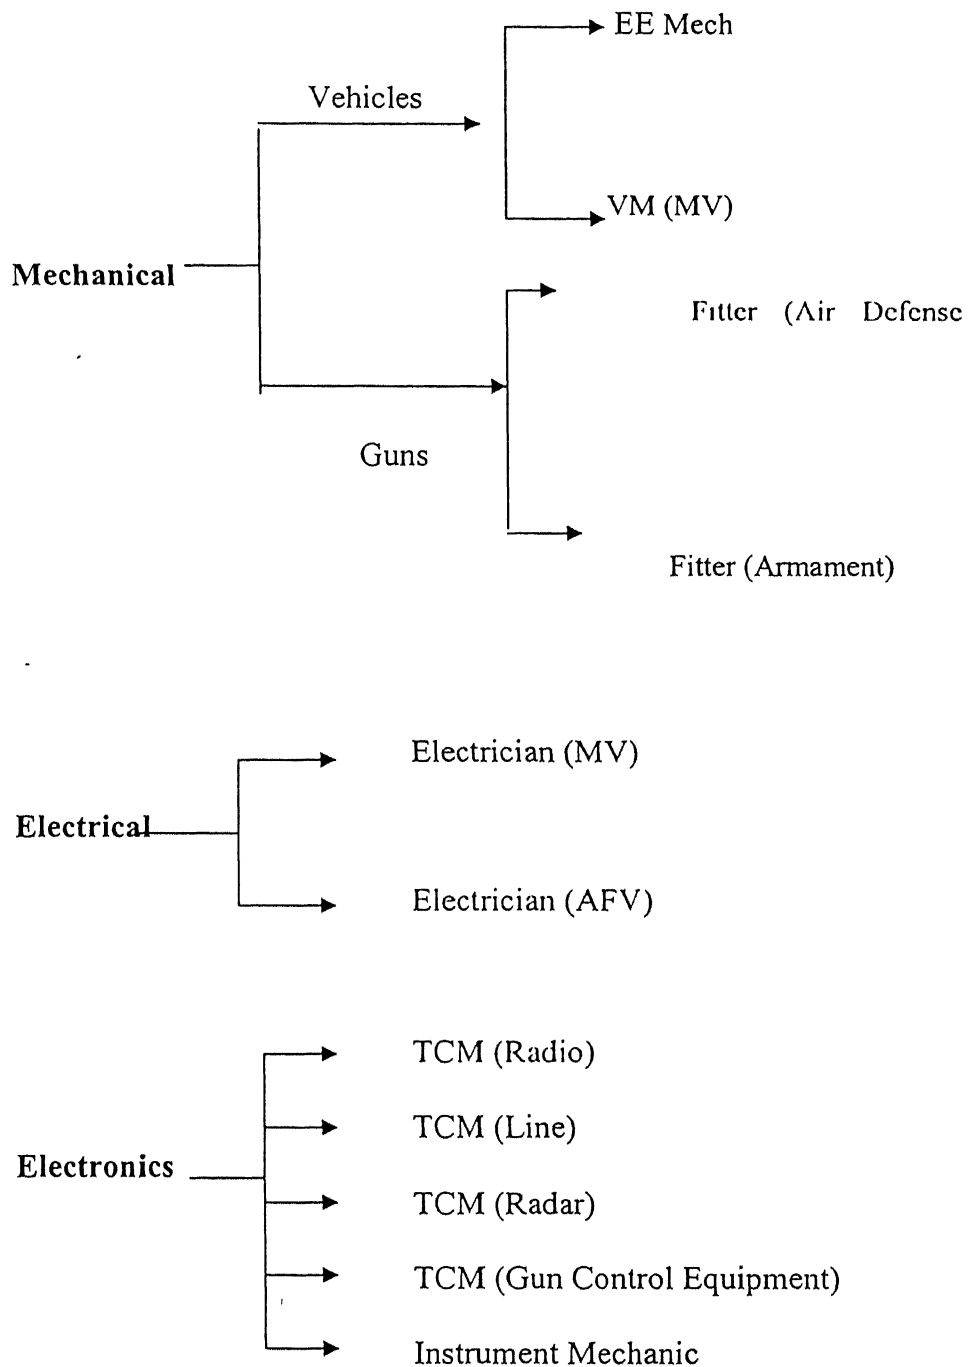 EE Mech
Vehicles
VM (MV)
Mechanical
Fitter (Air Defense
Guns
Fitter (Armament)
Electrician (MV)
Electrical
Electrician (AFV)
TCM (Radio)
TCM (Line)
Electronics
TCM (Radar)
TCM (Gun Control Equipment)
Instrument Mechanic